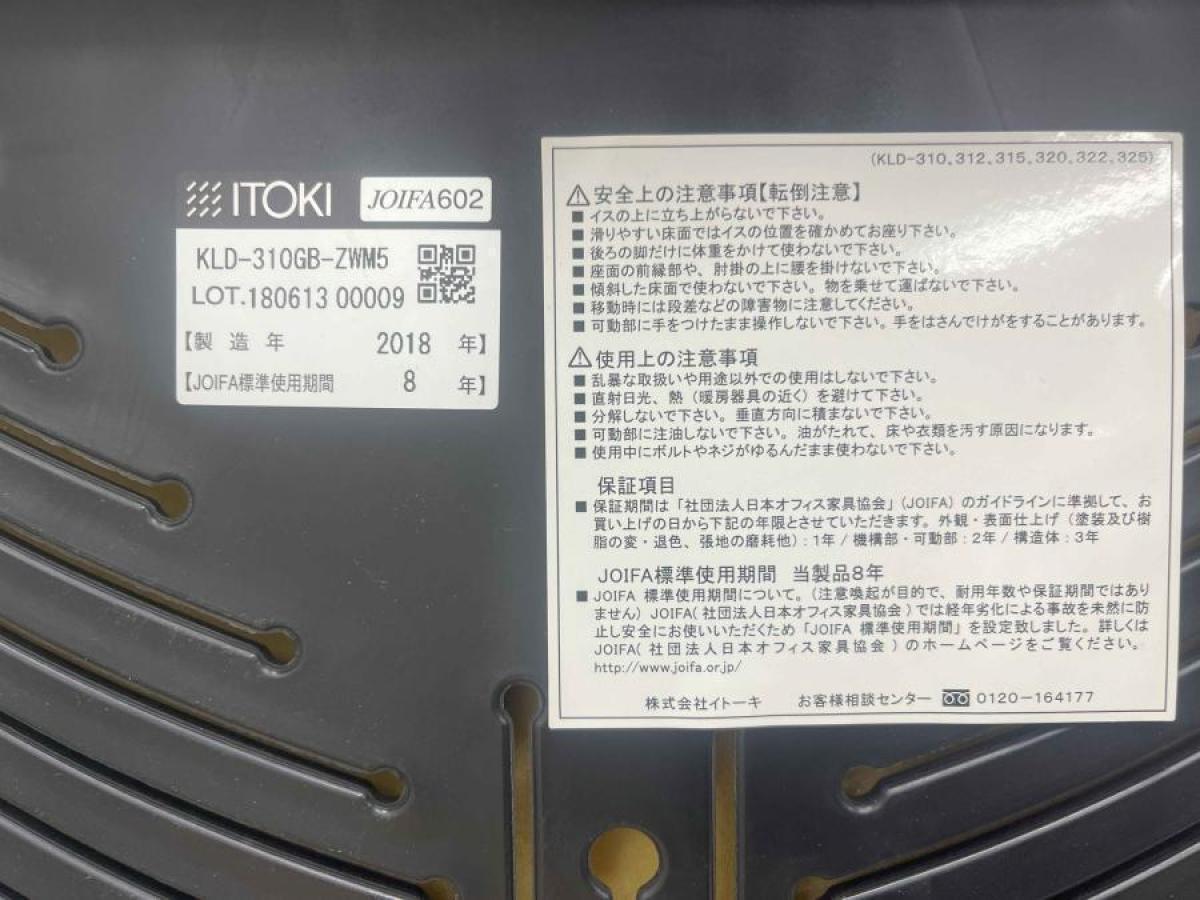 ITOKI JOIFA602
KLD-310GB-ZWM5
LOT.180613 00009
【製 造 年 2018 年】
【JOIFA標準使用期間 8 年】
(KLD-310、312、315、320、322、325)
⚠安全上の注意事項【転倒注意】
■ イスの上に立ち上がらないで下さい。
■ 滑りやすい床面ではイスの位置を確かめてお座り下さい。
■ 後ろの脚だけに体重をかけて使わないで下さい。
■ 座面の前縁部や、肘掛の上に腰を掛けないで下さい。
■ 傾斜した床面で使わないで下さい。物を乗せて運ばないで下さい。
■ 移動時には段差などの障害物に注意してください。
■ 可動部に手をつけたまま操作しないで下さい。手をはさんでけがをすることがあります。
⚠使用上の注意事項
■ 乱暴な取扱いや用途以外での使用はしないで下さい。
■ 直射日光、熱（暖房器具の近く）を避けて下さい。
■ 分解しないで下さい。垂直方向に積まないで下さい。
■ 可動部に注油しないで下さい。油がたれて、床や衣類を汚す原因になります。
■ 使用中にボルトやネジがゆるんだまま使わないで下さい。
保証項目
■ 保証期間は「社団法人日本オフィス家具協会」(JOIFA) のガイドラインに準拠して、お
買い上げの日から下記の年限とさせていただきます。外観・表面仕上げ（塗装及び樹
脂の変・退色、張地の磨耗他）：1年 / 機構部・可動部：2年 / 構造体：3年
JOIFA標準使用期間 当製品8年
■ JOIFA 標準使用期間について。（注意喚起が目的で、耐用年数や保証期間ではあり
ません）JOIFA( 社団法人日本オフィス家具協会 ) では経年劣化による事故を未然に防
止し安全にお使いいただくため「JOIFA 標準使用期間」を設定致しました。詳しくは
JOIFA( 社団法人日本オフィス家具協会 ) のホームページをご覧ください。
http://www.joifa.or.jp/
株式会社イトーキ お客様相談センター 0120-164177